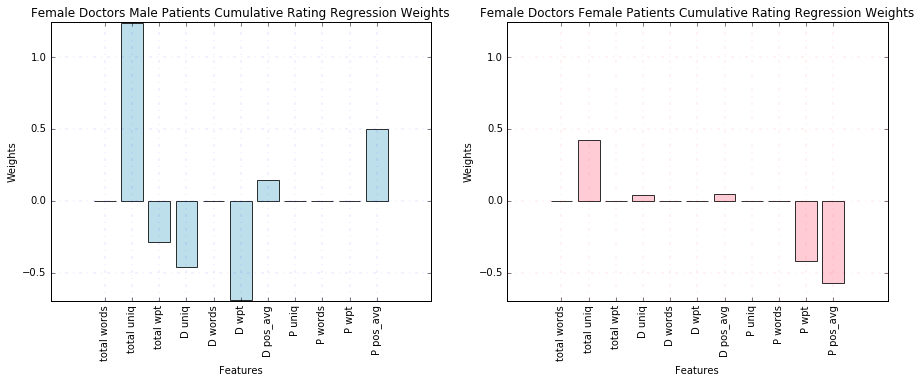 Female Doctors Male Patients Cumulative Rating Regression Weights
1.0
0.5
0.0
−0.5
Weights
total words
total uniq
total wpt
D uniq
D words
D wpt
D pos_avg
P uniq
P words
P wpt
P pos_avg
Features
Female Doctors Female Patients Cumulative Rating Regression Weights
1.0
0.5
0.0
−0.5
Weights
total words
total uniq
total wpt
D uniq
D words
D wpt
D pos_avg
P uniq
P words
P wpt
P pos_avg
Features